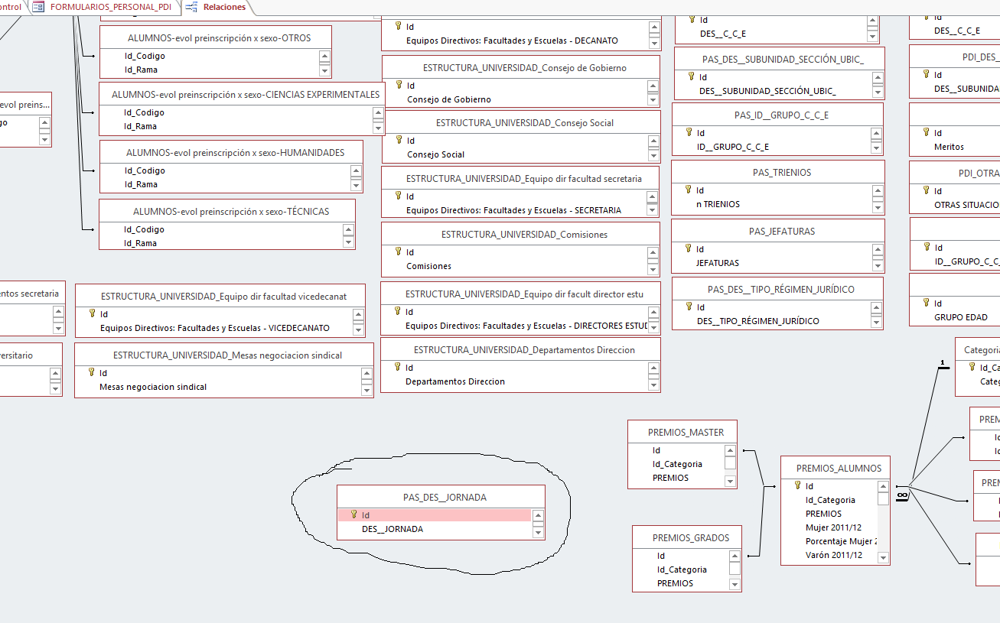 ontrol
FORMULARIOS_PERSONAL_PDI
Relaciones
ALUMNOS-evol preinscripción x sexo-OTROS
Id_Codigo
Id_Rama
ALUMNOS-evol preinscripción x sexo-CIENCIAS EXPERIMENTALES
Id_Codigo
Id_Rama
evol preins...
go
ALUMNOS-evol preinscripción x sexo-HUMANIDADES
Id_Codigo
Id_Rama
ALUMNOS-evol preinscripción x sexo-TÉCNICAS
Id_Codigo
Id_Rama
entos secretaria
ersitario
ESTRUCTURA_UNIVERSIDAD_Equipo dir facultad vicedecanat
Id
Equipos Directivos: Facultades y Escuelas - VICEDECANATO
ESTRUCTURA_UNIVERSIDAD_Mesas negociacion sindical
Id
Mesas negociacion sindical
Id
Equipos Directivos: Facultades y Escuelas - DECANATO
ESTRUCTURA_UNIVERSIDAD_Consejo de Gobierno
Id
Consejo de Gobierno
ESTRUCTURA_UNIVERSIDAD_Consejo Social
Id
Consejo Social
ESTRUCTURA_UNIVERSIDAD_Equipo dir facultad secretaria
Id
Equipos Directivos: Facultades y Escuelas - SECRETARIA
ESTRUCTURA_UNIVERSIDAD_Comisiones
Id
Comisiones
ESTRUCTURA_UNIVERSIDAD_Equipo dir facult director estu
Id
Equipos Directivos: Facultades y Escuelas - DIRECTORES ESTUD
ESTRUCTURA_UNIVERSIDAD_Departamentos Direccion
Id
Departamentos Direccion
Id
DES__C_C_E
PAS_DES__SUBUNIDAD_SECCIÓN_UBIC_
Id
DES__SUBUNIDAD_SECCIÓN_UBIC_
PAS_ID__GRUPO_C_C_E
Id
ID__GRUPO_C_C_E
PAS_TRIENIOS
Id
n TRIENIOS
PAS_JEFATURAS
Id
JEFATURAS
PAS_DES__TIPO_RÉGIMEN_JURÍDICO
Id
DES__TIPO_RÉGIMEN_JURÍDICO
Id
DES__C_C_E
PDI_DES_
Id
DES__SUBUNIDA
Id
Meritos
PDI_OTRA
Id
OTRAS SITUACIO
Id
ID__GRUPO_C_C_
Id
GRUPO EDAD
PAS_DES__JORNADA
Id
DES__JORNADA
PREMIOS_MASTER
Id
Id_Categoria
PREMIOS
PREMIOS_GRADOS
Id
Id_Categoria
PREMIOS
PREMIOS_ALUMNOS
Id
Id_Categoria
PREMIOS
Mujer 2011/12
Porcentaje Mujer 2
Varón 2011/12
1
∞
Categoria
Id_Ca
Categ
PREM
Id
Id
PREM